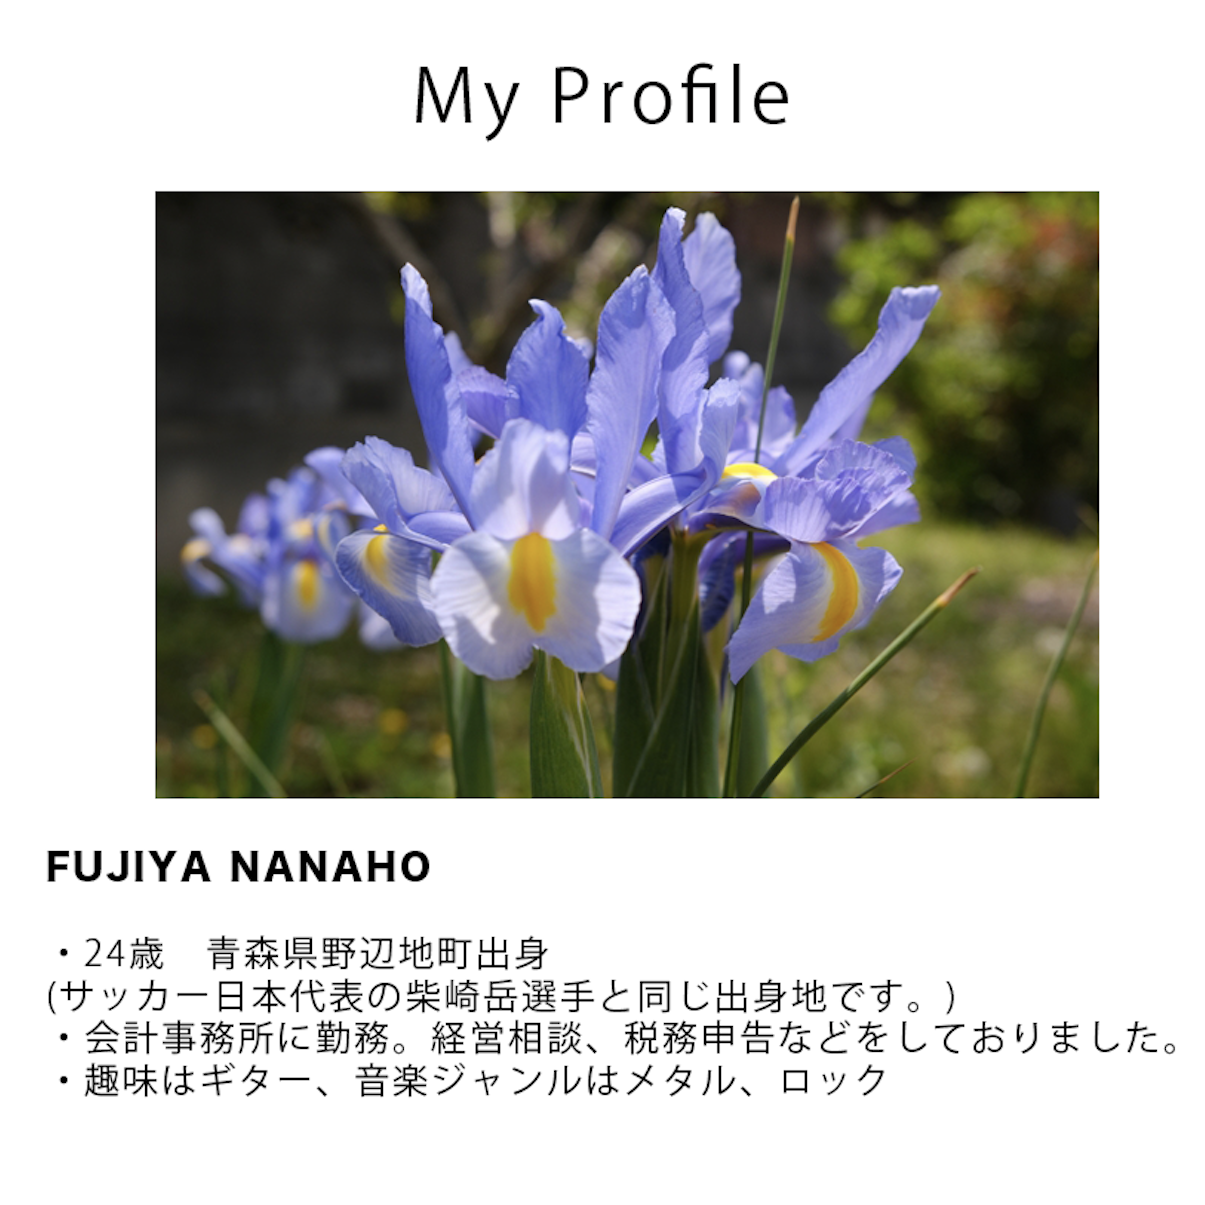 My Profile
FUJIYA NANAHO
・24歳　青森県野辺地町出身
(サッカー日本代表の柴崎岳選手と同じ出身地です。)
・会計事務所に勤務。経営相談、税務申告などをしておりました。
・趣味はギター、音楽ジャンルはメタル、ロック